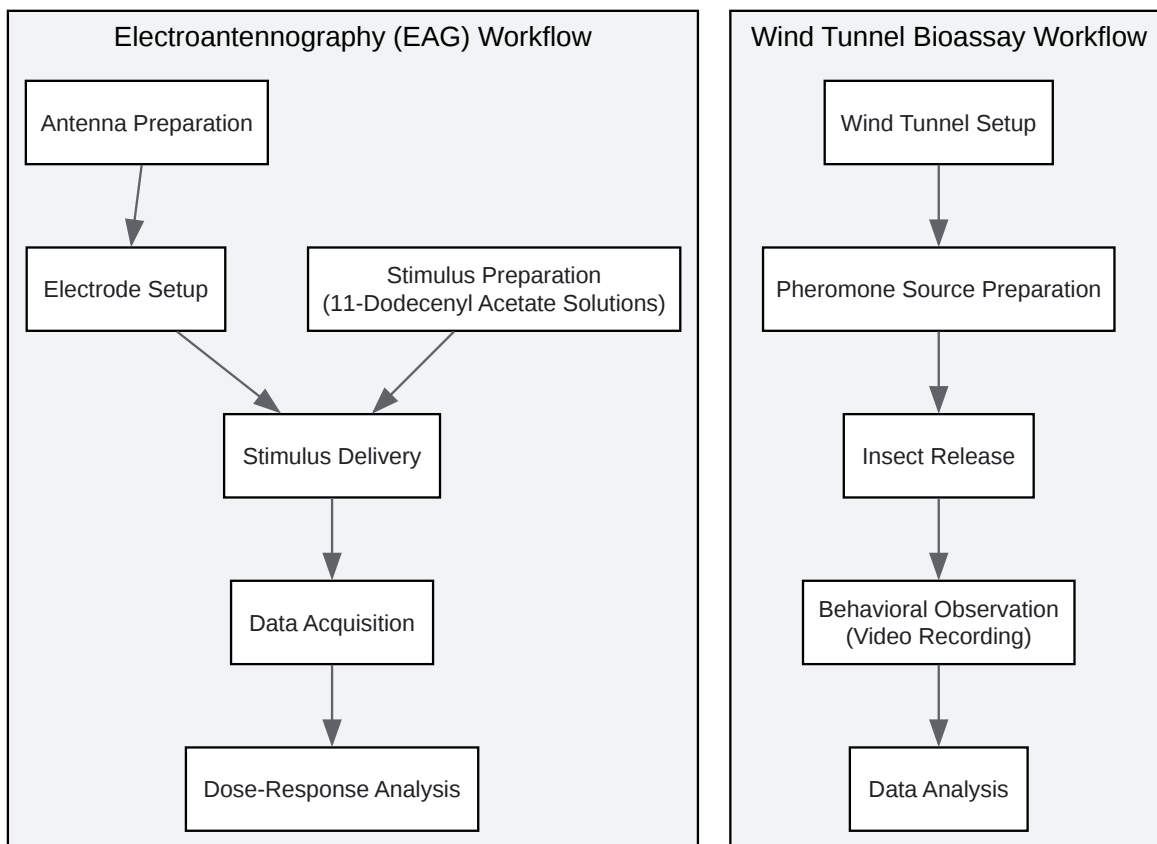 Electroantennography (EAG) Workflow
Antenna Preparation
Electrode Setup
Stimulus Preparation
(11-Dodecenyl Acetate Solutions)
Stimulus Delivery
Data Acquisition
Dose-Response Analysis
Wind Tunnel Bioassay Workflow
Wind Tunnel Setup
Pheromone Source Preparation
Insect Release
Behavioral Observation
(Video Recording)
Data Analysis